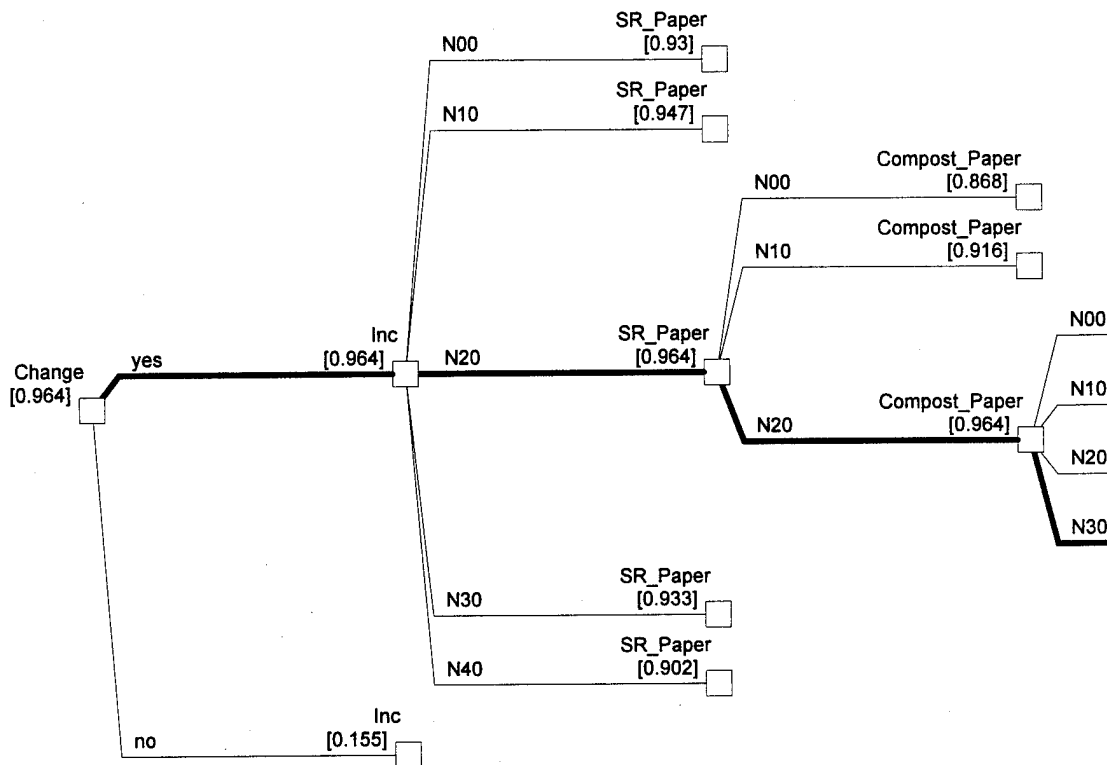 SR_Paper
N00 [0.93]
SR_Paper
N10 [0.947]
Compost_Paper
N00 [0.868]
Compost_Paper
N10 [0.916]
N00
Inc SR_Paper
Change yes [0.964] N20 [0.964]
[0.964]
N10
Compost_Paper
N20 [0.964]
N20
N30
SR_Paper
N30 [0.933]
SR_Paper
N40 [0.902]
Inc
no [0.155]